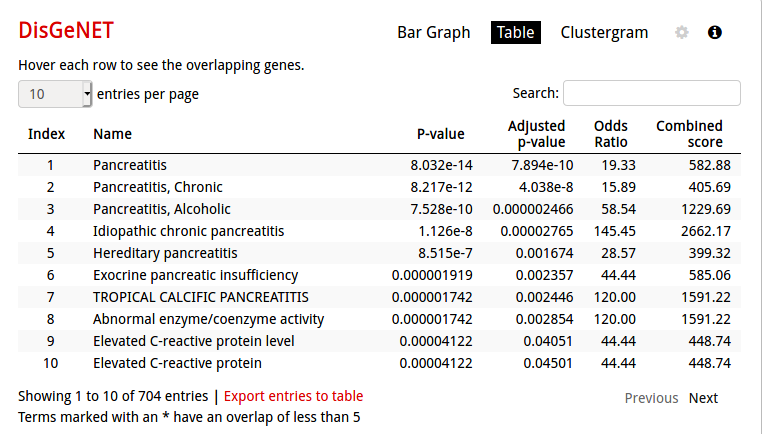 DisGeNET
Bar Graph Table Clustergram
Hover each row to see the overlapping genes.
10 entries per page Search:
Index Name P-value Adjusted p-value Odds Ratio Combined score
1 Pancreatitis 8.032e-14 7.894e-10 19.33 582.88
2 Pancreatitis, Chronic 8.217e-12 4.038e-8 15.89 405.69
3 Pancreatitis, Alcoholic 7.528e-10 0.000002466 58.54 1229.69
4 Idiopathic chronic pancreatitis 1.126e-8 0.00002765 145.45 2662.17
5 Hereditary pancreatitis 8.515e-7 0.001674 28.57 399.32
6 Exocrine pancreatic insufficiency 0.000001919 0.002357 44.44 585.06
7 TROPICAL CALCIFIC PANCREATITIS 0.000001742 0.002446 120.00 1591.22
8 Abnormal enzyme/coenzyme activity 0.000001742 0.002854 120.00 1591.22
9 Elevated C-reactive protein level 0.00004122 0.04051 44.44 448.74
10 Elevated C-reactive protein 0.00004122 0.04501 44.44 448.74
Showing 1 to 10 of 704 entries | Export entries to table Previous Next
Terms marked with an * have an overlap of less than 5